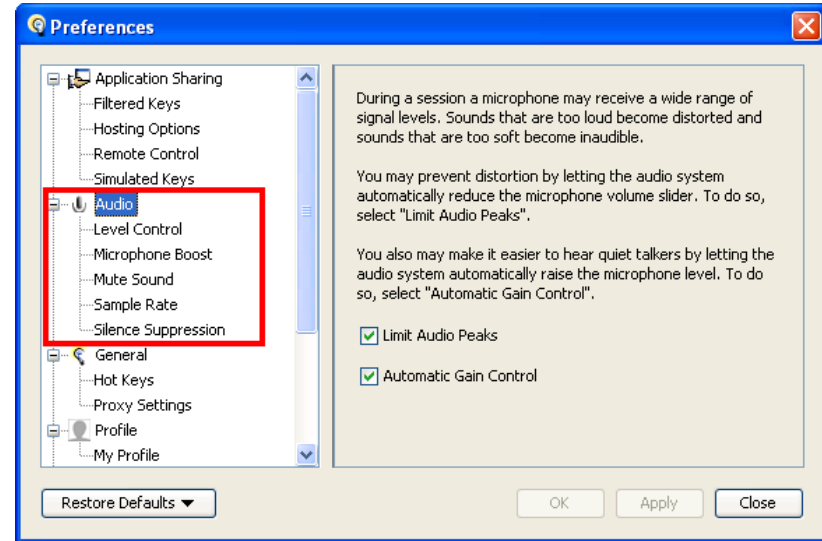 Preferences
Application Sharing
Filtered Keys
Hosting Options
Remote Control
Simulated Keys
Audio
Level Control
Microphone Boost
Mute Sound
Sample Rate
Silence Suppression
General
Hot Keys
Proxy Settings
Profile
My Profile
During a session a microphone may receive a wide range of
signal levels. Sounds that are too loud become distorted and
sounds that are too soft become inaudible.
You may prevent distortion by letting the audio system
automatically reduce the microphone volume slider. To do so,
select "Limit Audio Peaks".
You also may make it easier to hear quiet talkers by letting the
audio system automatically raise the microphone level. To do
so, select "Automatic Gain Control".
Limit Audio Peaks
Automatic Gain Control
Restore Defaults
OK
Apply
Close